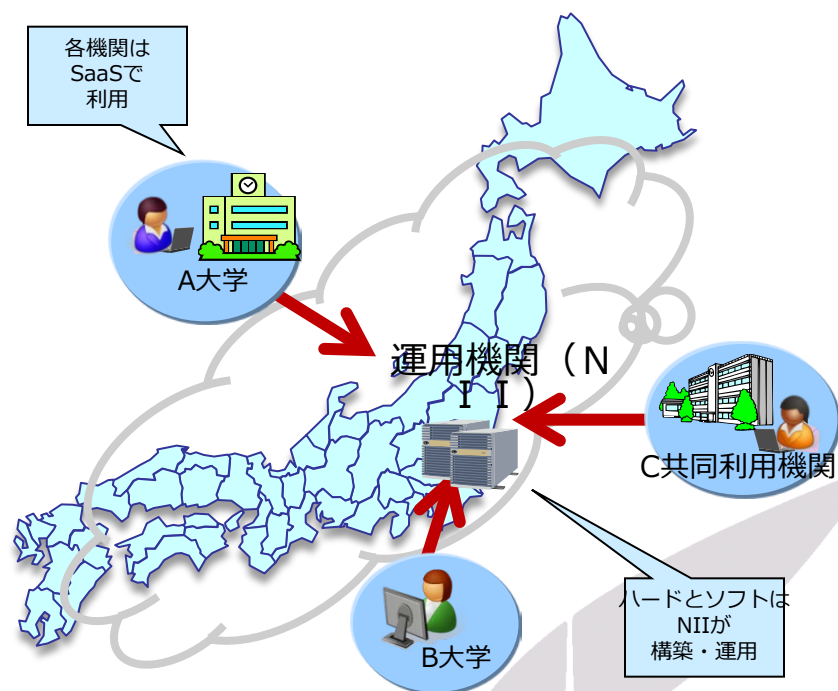 各機関は
SaaSで
利用
A大学
運用機関（N
ＩＩ）
C共同利用機関
B大学
ハードとソフトは
NIIが
構築・運用